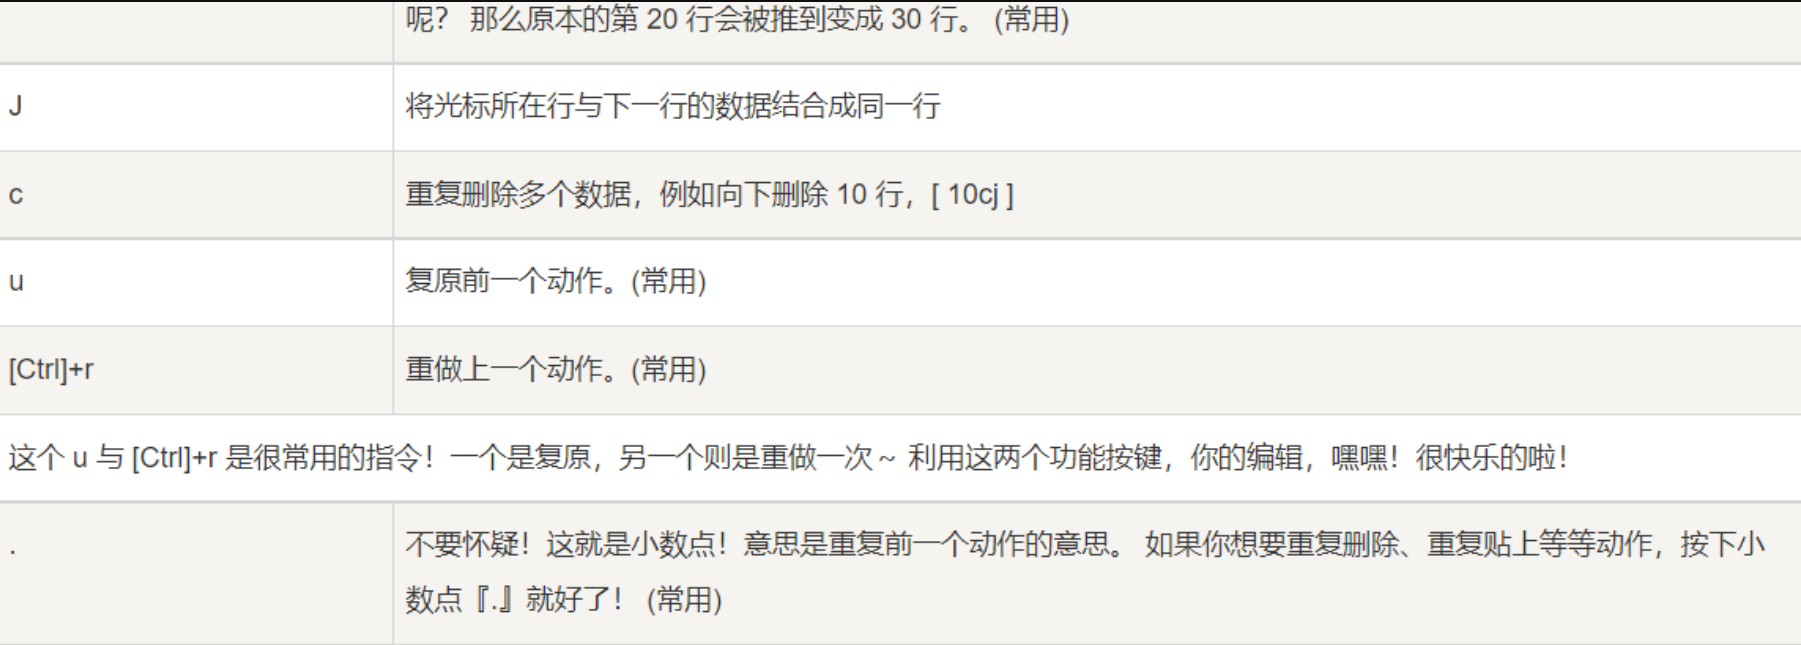 呢？ 那么原本的第 20 行会被推到变成 30 行。 (常用)
J 将光标所在行与下一行的数据结合成同一行
c 重复删除多个数据，例如向下删除 10 行，[ 10cj ]
u 复原前一个动作。(常用)
[Ctrl]+r 重做上一个动作。(常用)
这个 u 与 [Ctrl]+r 是很常用的指令！一个是复原，另一个则是重做一次～ 利用这两个功能按键，你的编辑，嘿嘿！很快乐的啦！
. 不要怀疑！这就是小数点！意思是重复前一个动作的意思。 如果你想要重复删除、重复贴上等等动作，按下小
数点『.』就好了！ (常用)